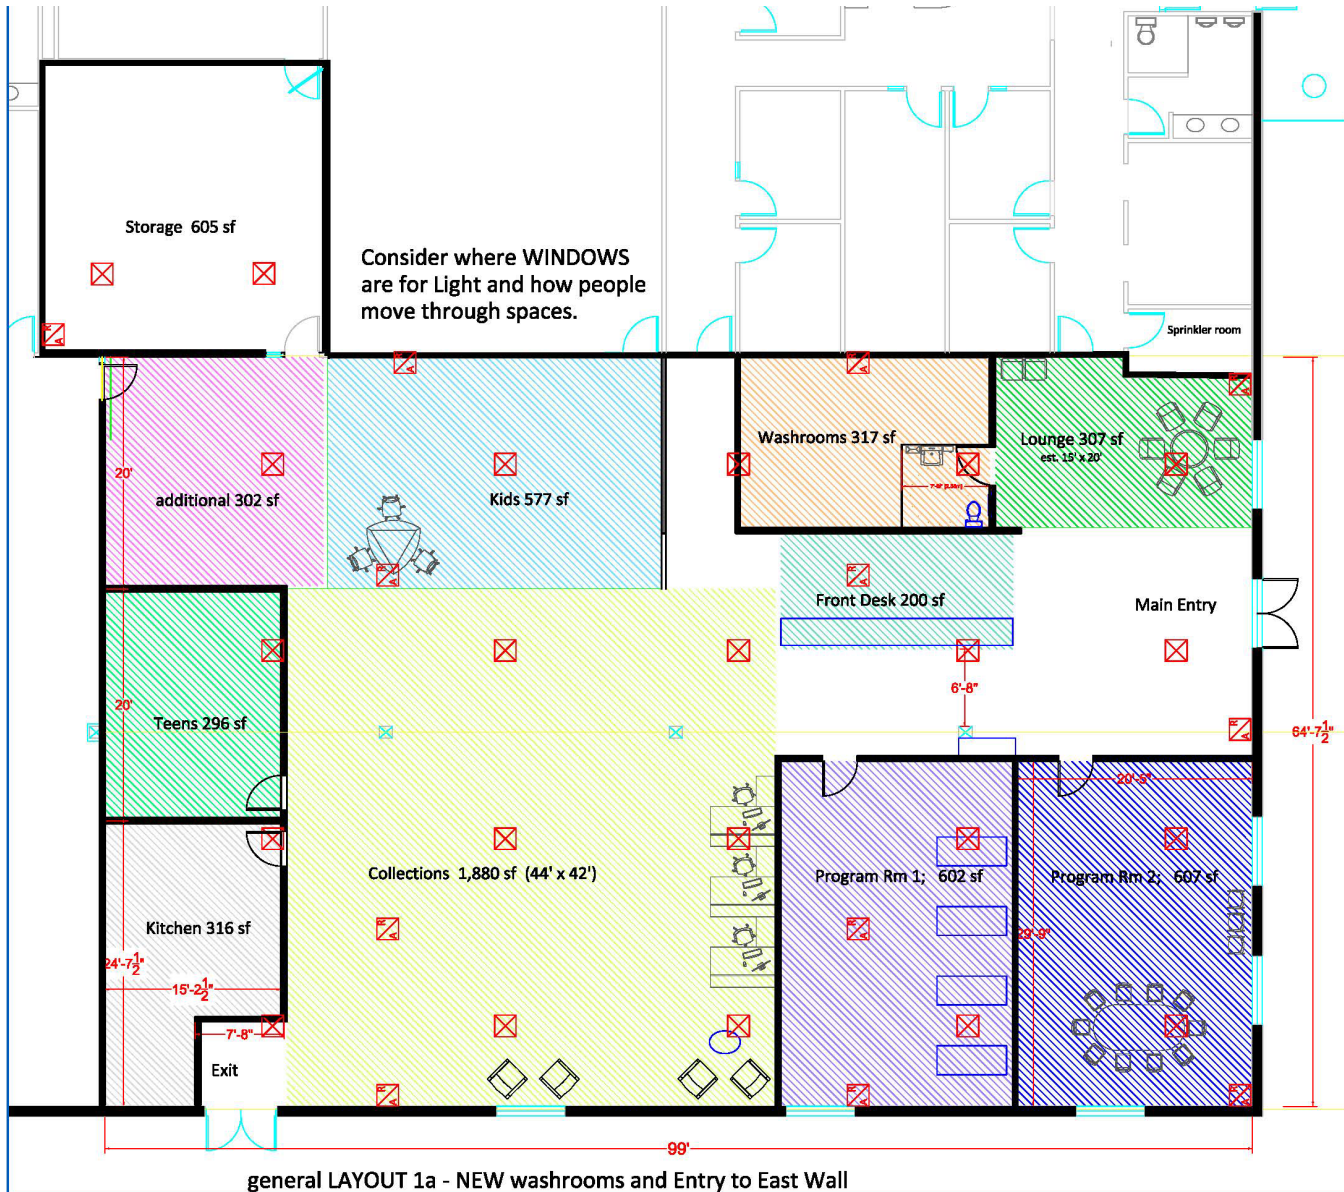 Storage 605 sf
Consider where WINDOWS
are for Light and how people
move through spaces.
Sprinkler room
R
A
R
A
R
A
R
A
Washrooms 317 sf
Lounge 307 sf
est. 15' x 20'
20'
additional 302 sf
Kids 577 sf
R
A
R
A
Front Desk 200 sf
Main Entry
6'-8"
20'
Teens 296 sf
R
A
64'-7½"
20'-5"
Collections 1,880 sf (44' x 42')
Program Rm 1; 602 sf
Program Rm 2; 607 sf
Kitchen 316 sf
R
A
R
A
29'-9"
24'-7½"
15'-2½"
7'-8"
Exit
R
A
R
A
R
A
99'
general LAYOUT 1a - NEW washrooms and Entry to East Wall